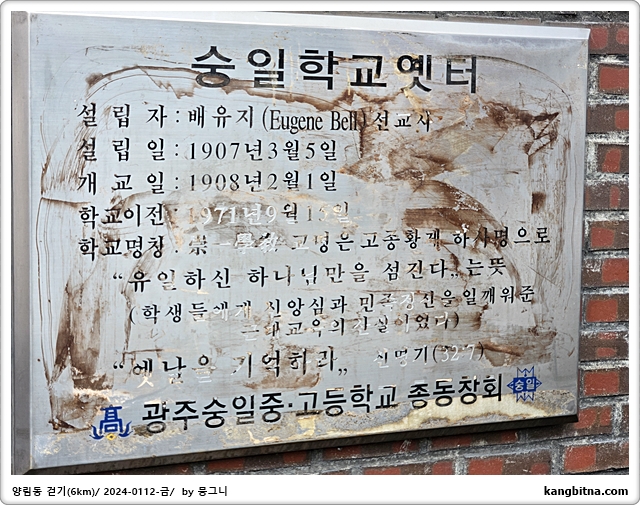 숭일학교옛터
설 립 자 : 배유지 (Eugene Bell) 선교사
설 립 일 : 1907년3월5일
개 교 일 : 1908년2월1일
학교이전 : 1971년9월 일
학교명칭 : 崇一學校 고종황제 하사명으로
“유일하신 하나님만을 섬긴다„는뜻
(학생들에게 신앙심과 민족정신을일깨워준
이었다)
“옛날을 기억하라„ 신명기(32:7)
高 광주숭일중·고등학교 총동창회 숭일
양림동 걷기(6km)/ 2024-0112-금/ by 몽그니
kangbitna.com